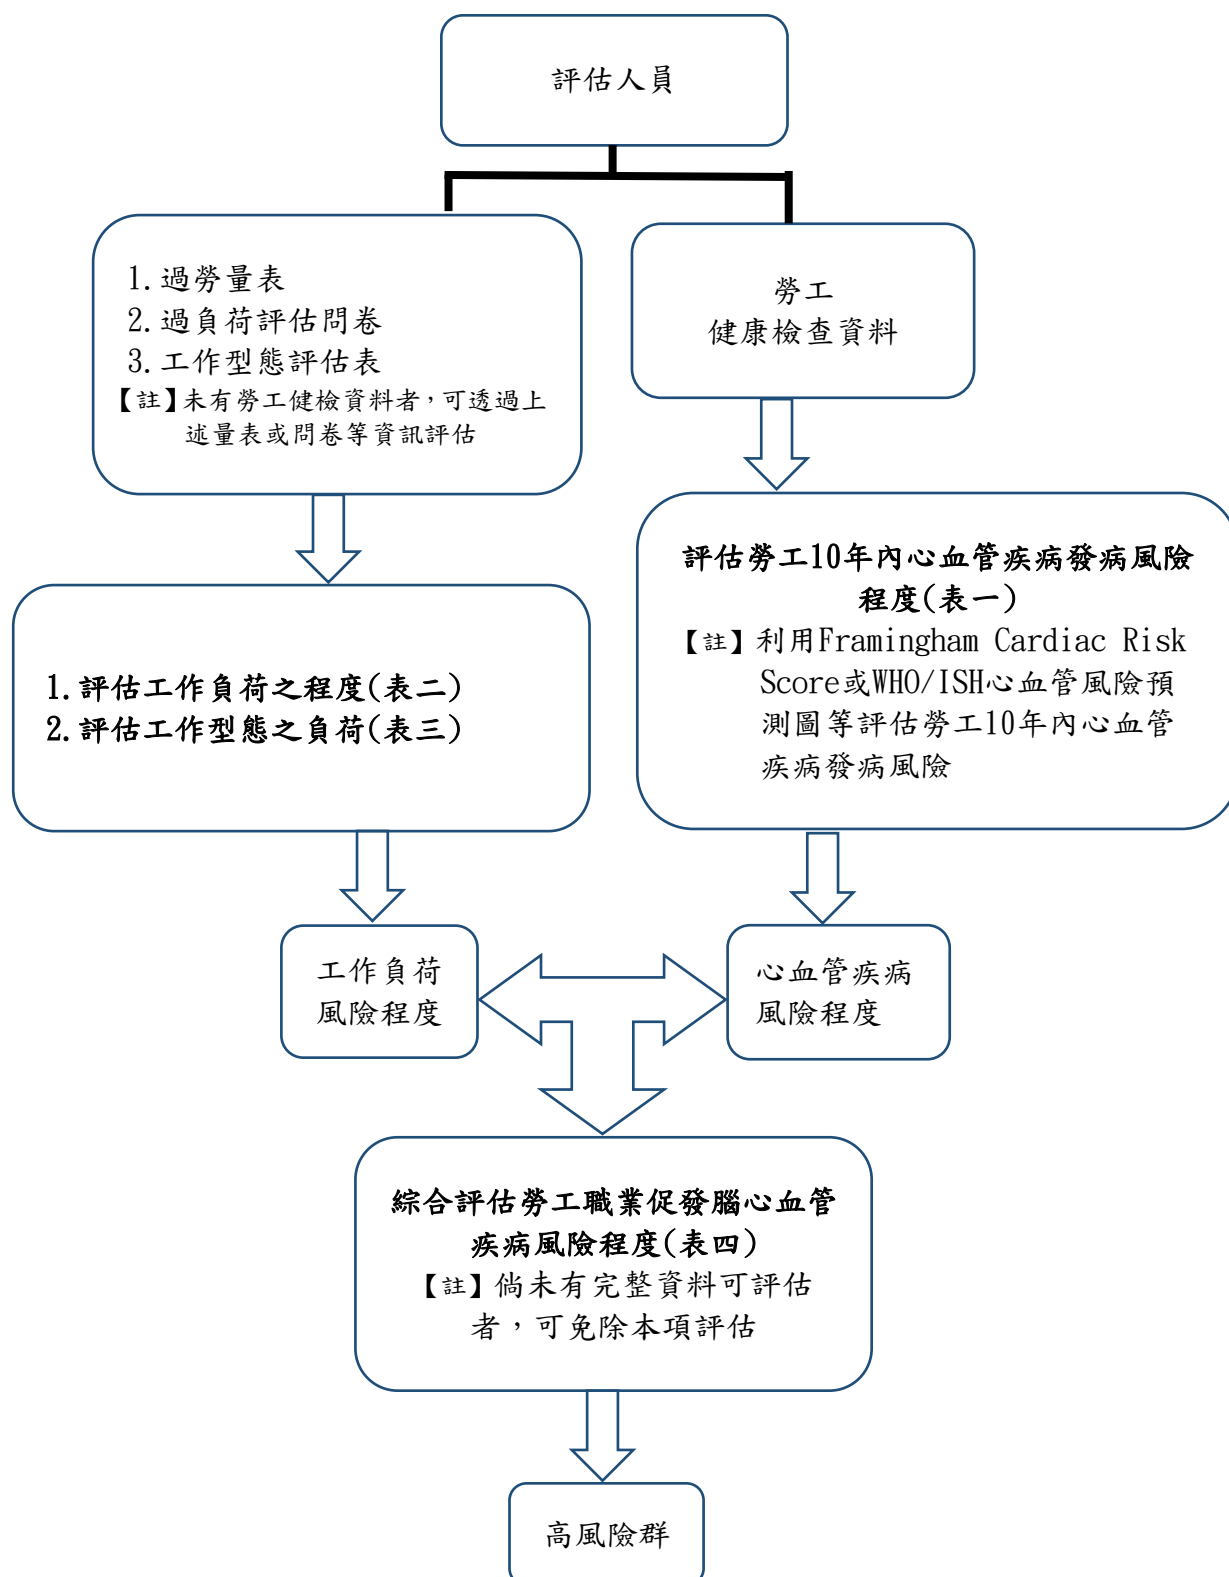 評估人員
1.過勞量表
2.過負荷評估問卷
3.工作型態評估表
【註】未有勞工健檢資料者，可透過上
述量表或問卷等資訊評估
勞工
健康檢查資料
1.評估工作負荷之程度(表二)
2.評估工作型態之負荷(表三)
評估勞工10年內心血管疾病發病風險
程度(表一)
【註】利用Framingham Cardiac Risk
Score或WHO/ISH心血管風險預
測圖等評估勞工10年內心血管
疾病發病風險
工作負荷
風險程度
心血管疾病
風險程度
綜合評估勞工職業促發腦心血管
疾病風險程度(表四)
【註】倘未有完整資料可評估
者，可免除本項評估
高風險群